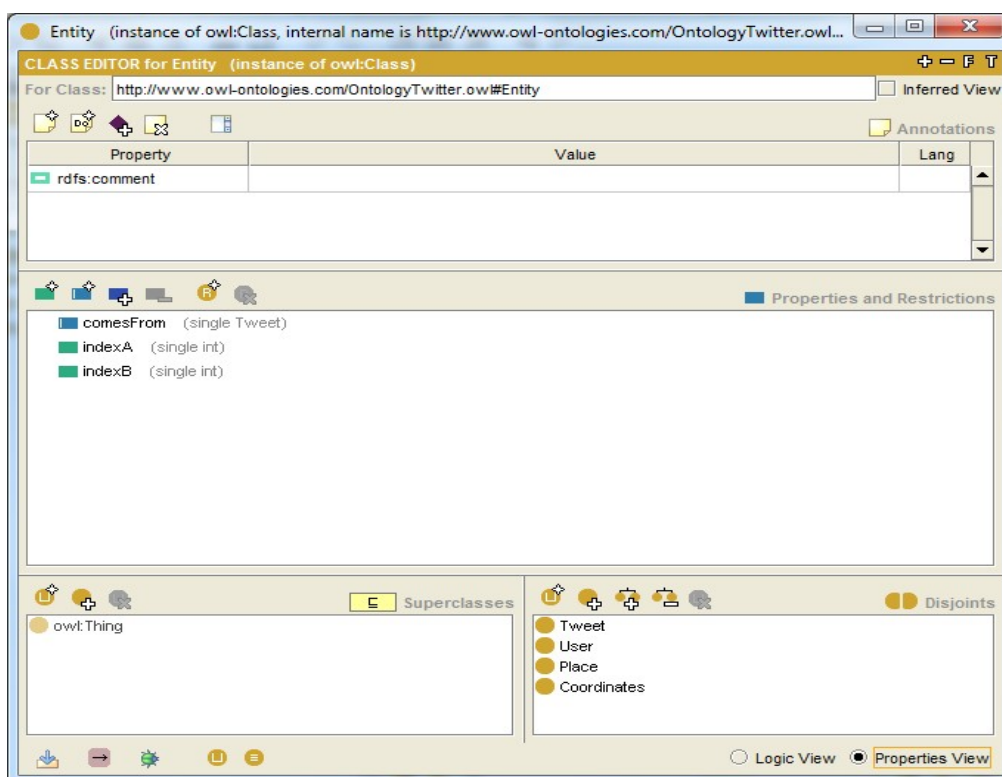 Entity (instance of owl:Class, internal name is http://www.owl-ontologies.com/OntologyTwitter.owl...
CLASS EDITOR for Entity (instance of owl:Class)
F T
For Class: http://www.owl-ontologies.com/OntologyTwitter.owl#Entity
Inferred View
Annotations
Property Value Lang
rdfs:comment
Properties and Restrictions
comesFrom (single Tweet)
indexA (single int)
indexB (single int)
Superclasses
owl:Thing
Disjoints
Tweet
User
Place
Coordinates
Logic View Properties View